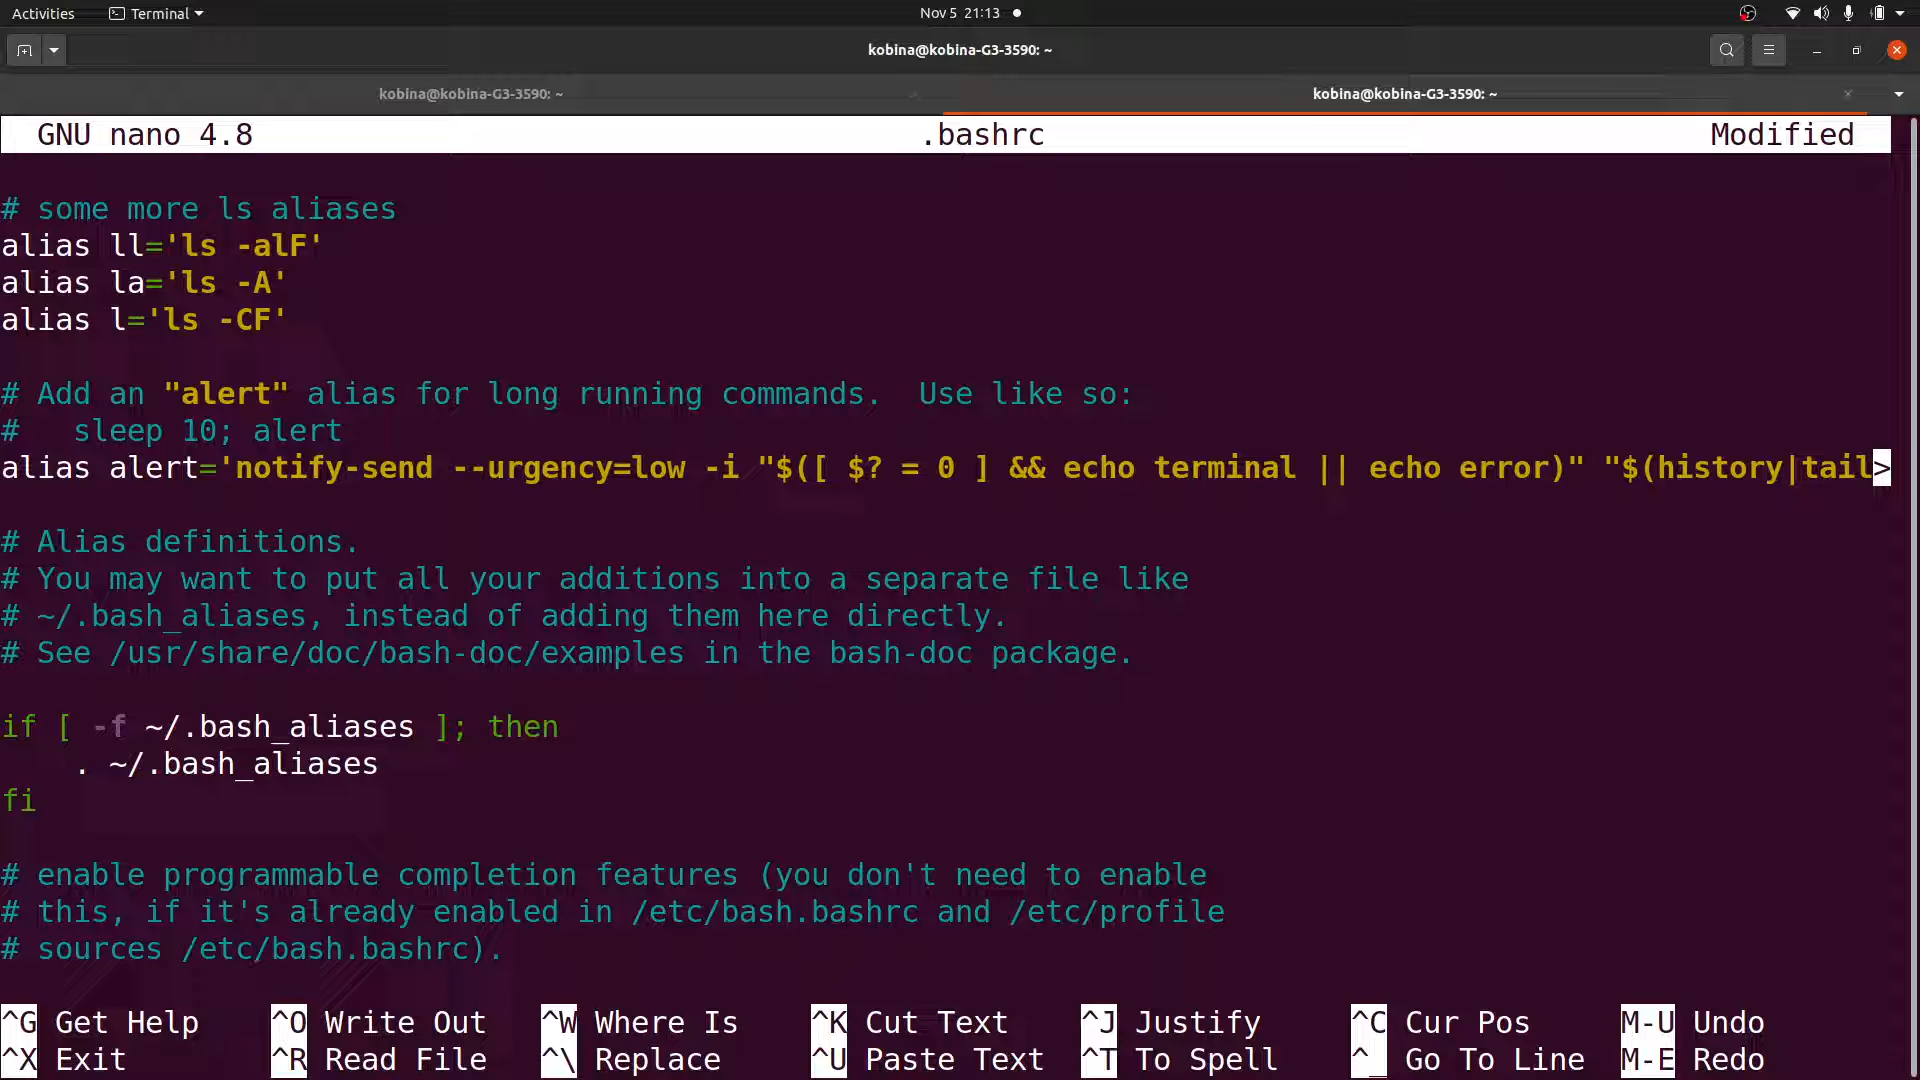 Activities Terminal Nov 5 21:13
kobina@kobina-G3-3590: ~
kobina@kobina-G3-3590: ~ kobina@kobina-G3-3590: ~
GNU nano 4.8 .bashrc Modified
# some more ls aliases
alias ll='ls -alF'
alias la='ls -A'
alias l='ls -CF'
# Add an "alert" alias for long running commands.  Use like so:
#   sleep 10; alert
alias alert='notify-send --urgency=low -i "$([ $? = 0 ] && echo terminal || echo error)" "$(history|tail>
# Alias definitions.
# You may want to put all your additions into a separate file like
# ~/.bash_aliases, instead of adding them here directly.
# See /usr/share/doc/bash-doc/examples in the bash-doc package.
if [ -f ~/.bash_aliases ]; then
    . ~/.bash_aliases
fi
# enable programmable completion features (you don't need to enable
# this, if it's already enabled in /etc/bash.bashrc and /etc/profile
# sources /etc/bash.bashrc).
^G Get Help ^O Write Out ^W Where Is ^K Cut Text ^J Justify ^C Cur Pos M-U Undo
^X Exit ^R Read File ^\ Replace ^U Paste Text ^T To Spell ^_ Go To Line M-E Redo